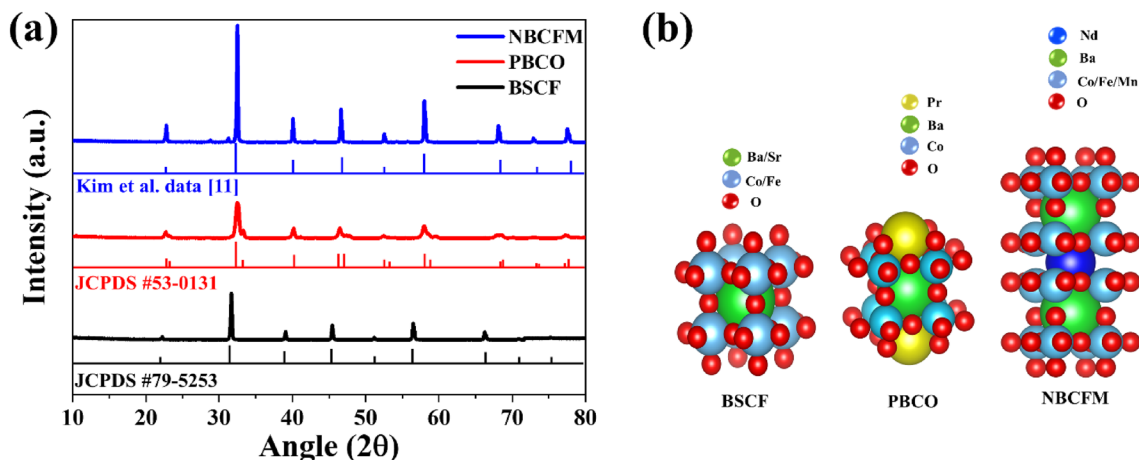 (a)
NBCFM
PBCO
BSCF
Kim et al. data [11]
JCPDS #53-0131
JCPDS #79-5253
Intensity (a.u.)
10 20 30 40 50 60 70 80
Angle (2θ)
(b)
Ba/Sr
Co/Fe
O
BSCF
Pr
Ba
Co
O
PBCO
Nd
Ba
Co/Fe/Mn
O
NBCFM